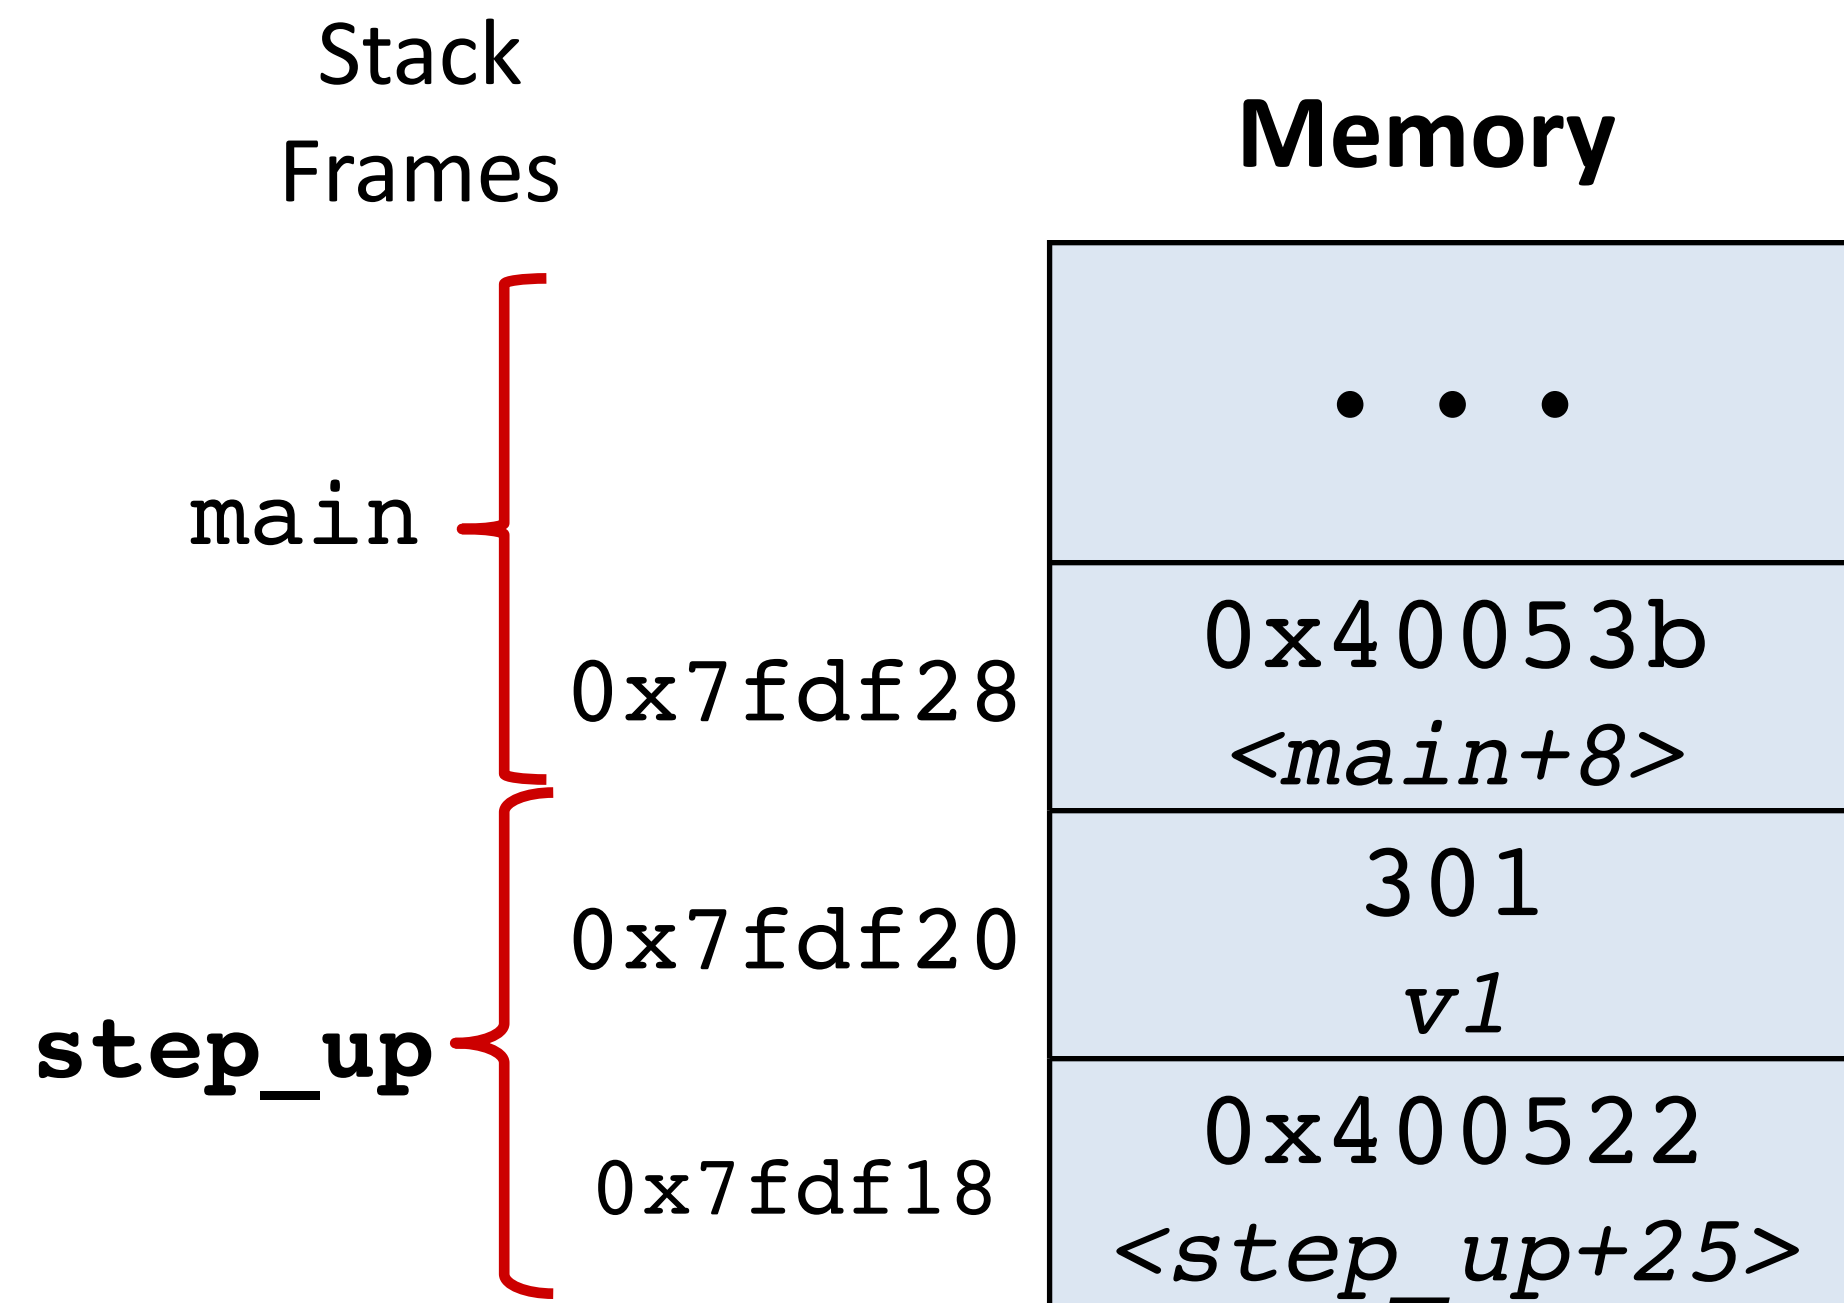 Stack
Frames
Memory
• • •
main
0x7fdf28
0x40053b
<main+8>
0x7fdf20
301
v1
step_up
0x7fdf18
0x400522
<step_up+25>